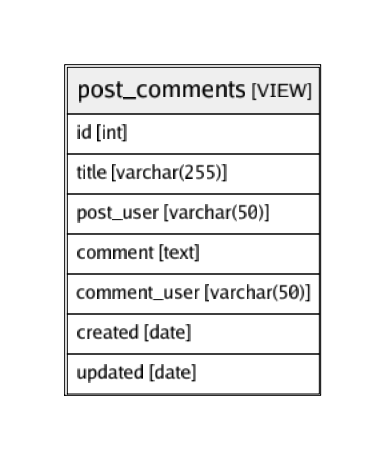 post_comments [VIEW]
id [int]
title [varchar(255)]
post_user [varchar(50)]
comment [text]
comment_user [varchar(50)]
created [date]
updated [date]